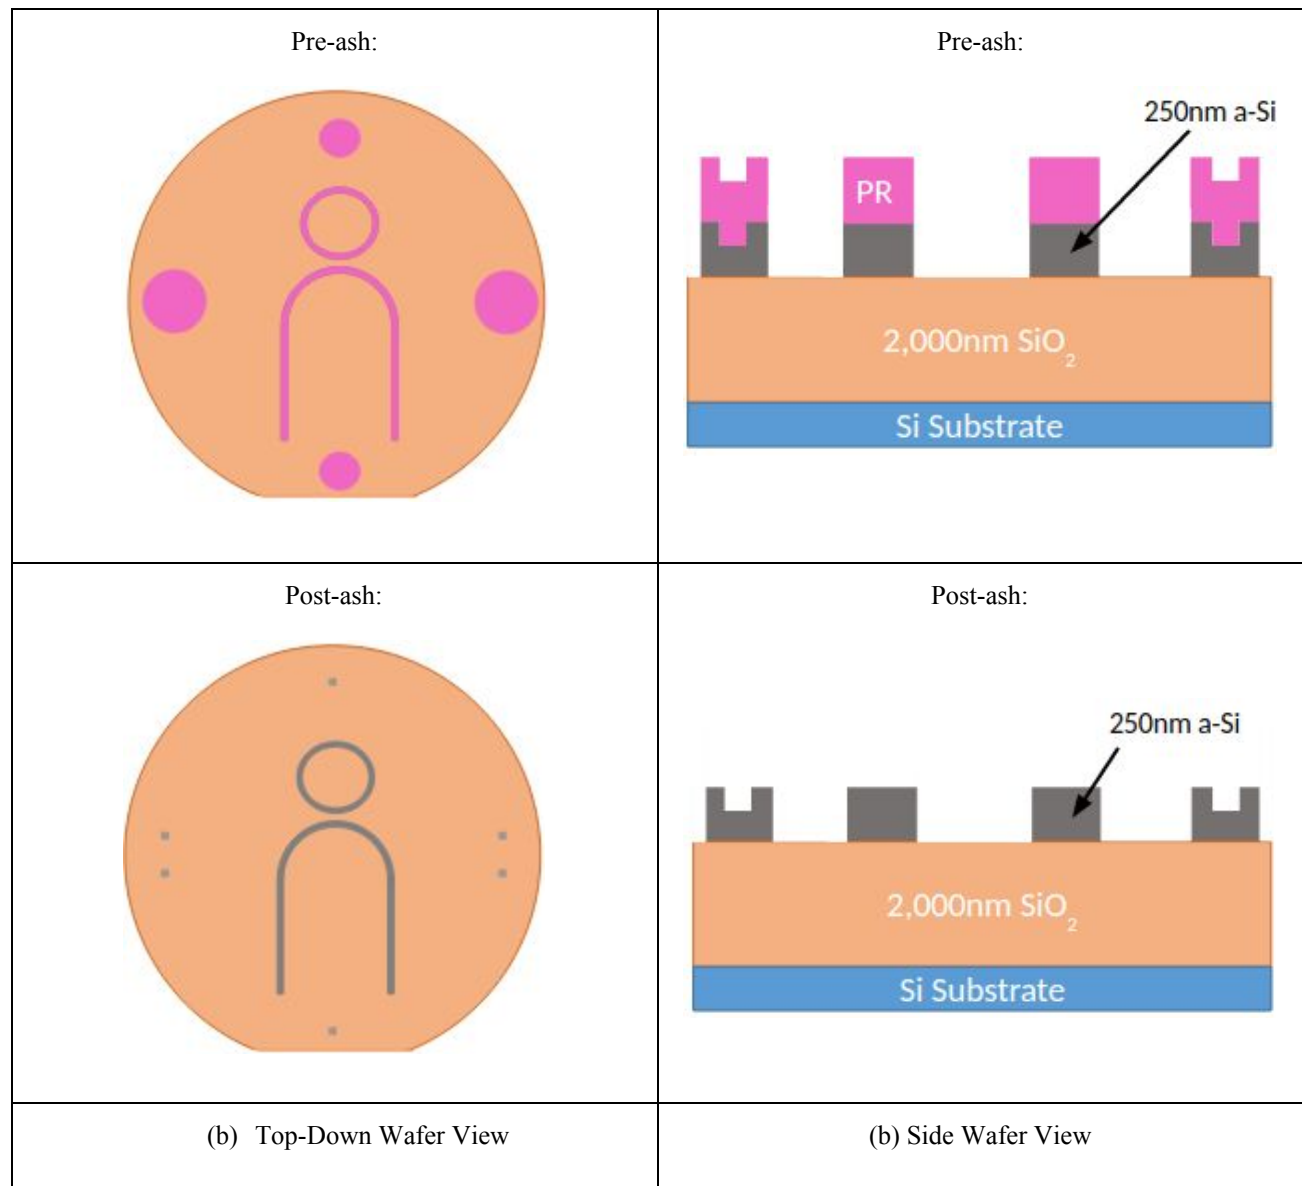 Pre-ash:
Pre-ash:
250nm a-Si
PR
2,000nm SiO₂
Si Substrate
Post-ash:
Post-ash:
250nm a-Si
2,000nm SiO₂
Si Substrate
(b) Top-Down Wafer View
(b) Side Wafer View